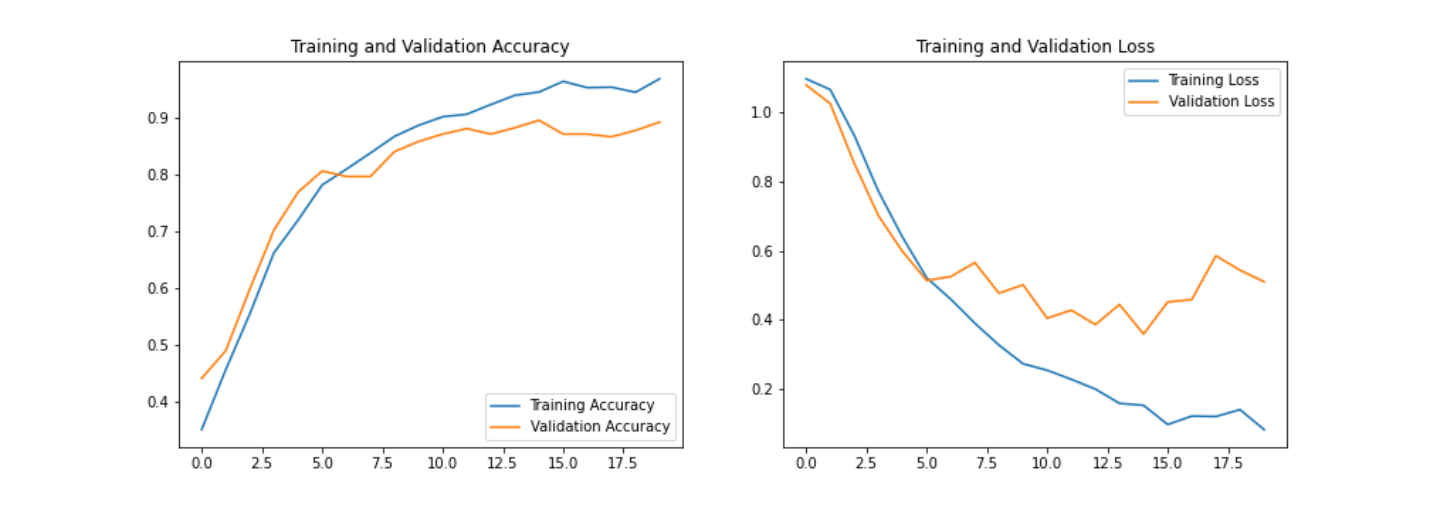 Training and Validation Accuracy
0.9
0.8
0.7
0.6
0.5
0.4
Training Accuracy
Validation Accuracy
0.0 2.5 5.0 7.5 10.0 12.5 15.0 17.5
Training and Validation Loss
Training Loss
Validation Loss
1.0
0.8
0.6
0.4
0.2
0.0 2.5 5.0 7.5 10.0 12.5 15.0 17.5